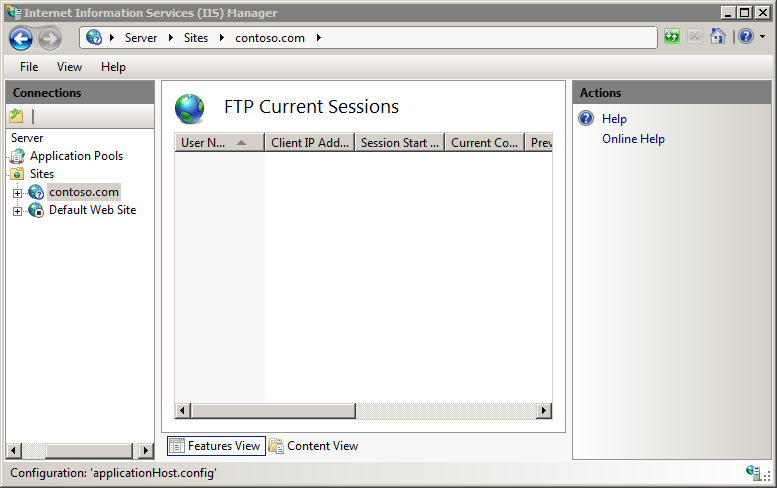 Internet Information Services (IIS) Manager
Server Sites contoso.com
File View Help
Connections
Server
Application Pools
Sites
contoso.com
Default Web Site
FTP Current Sessions
User N... Client IP Add... Session Start ... Current Co... Prev
Features View Content View
Actions
Help
Online Help
Configuration: 'applicationHost.config'